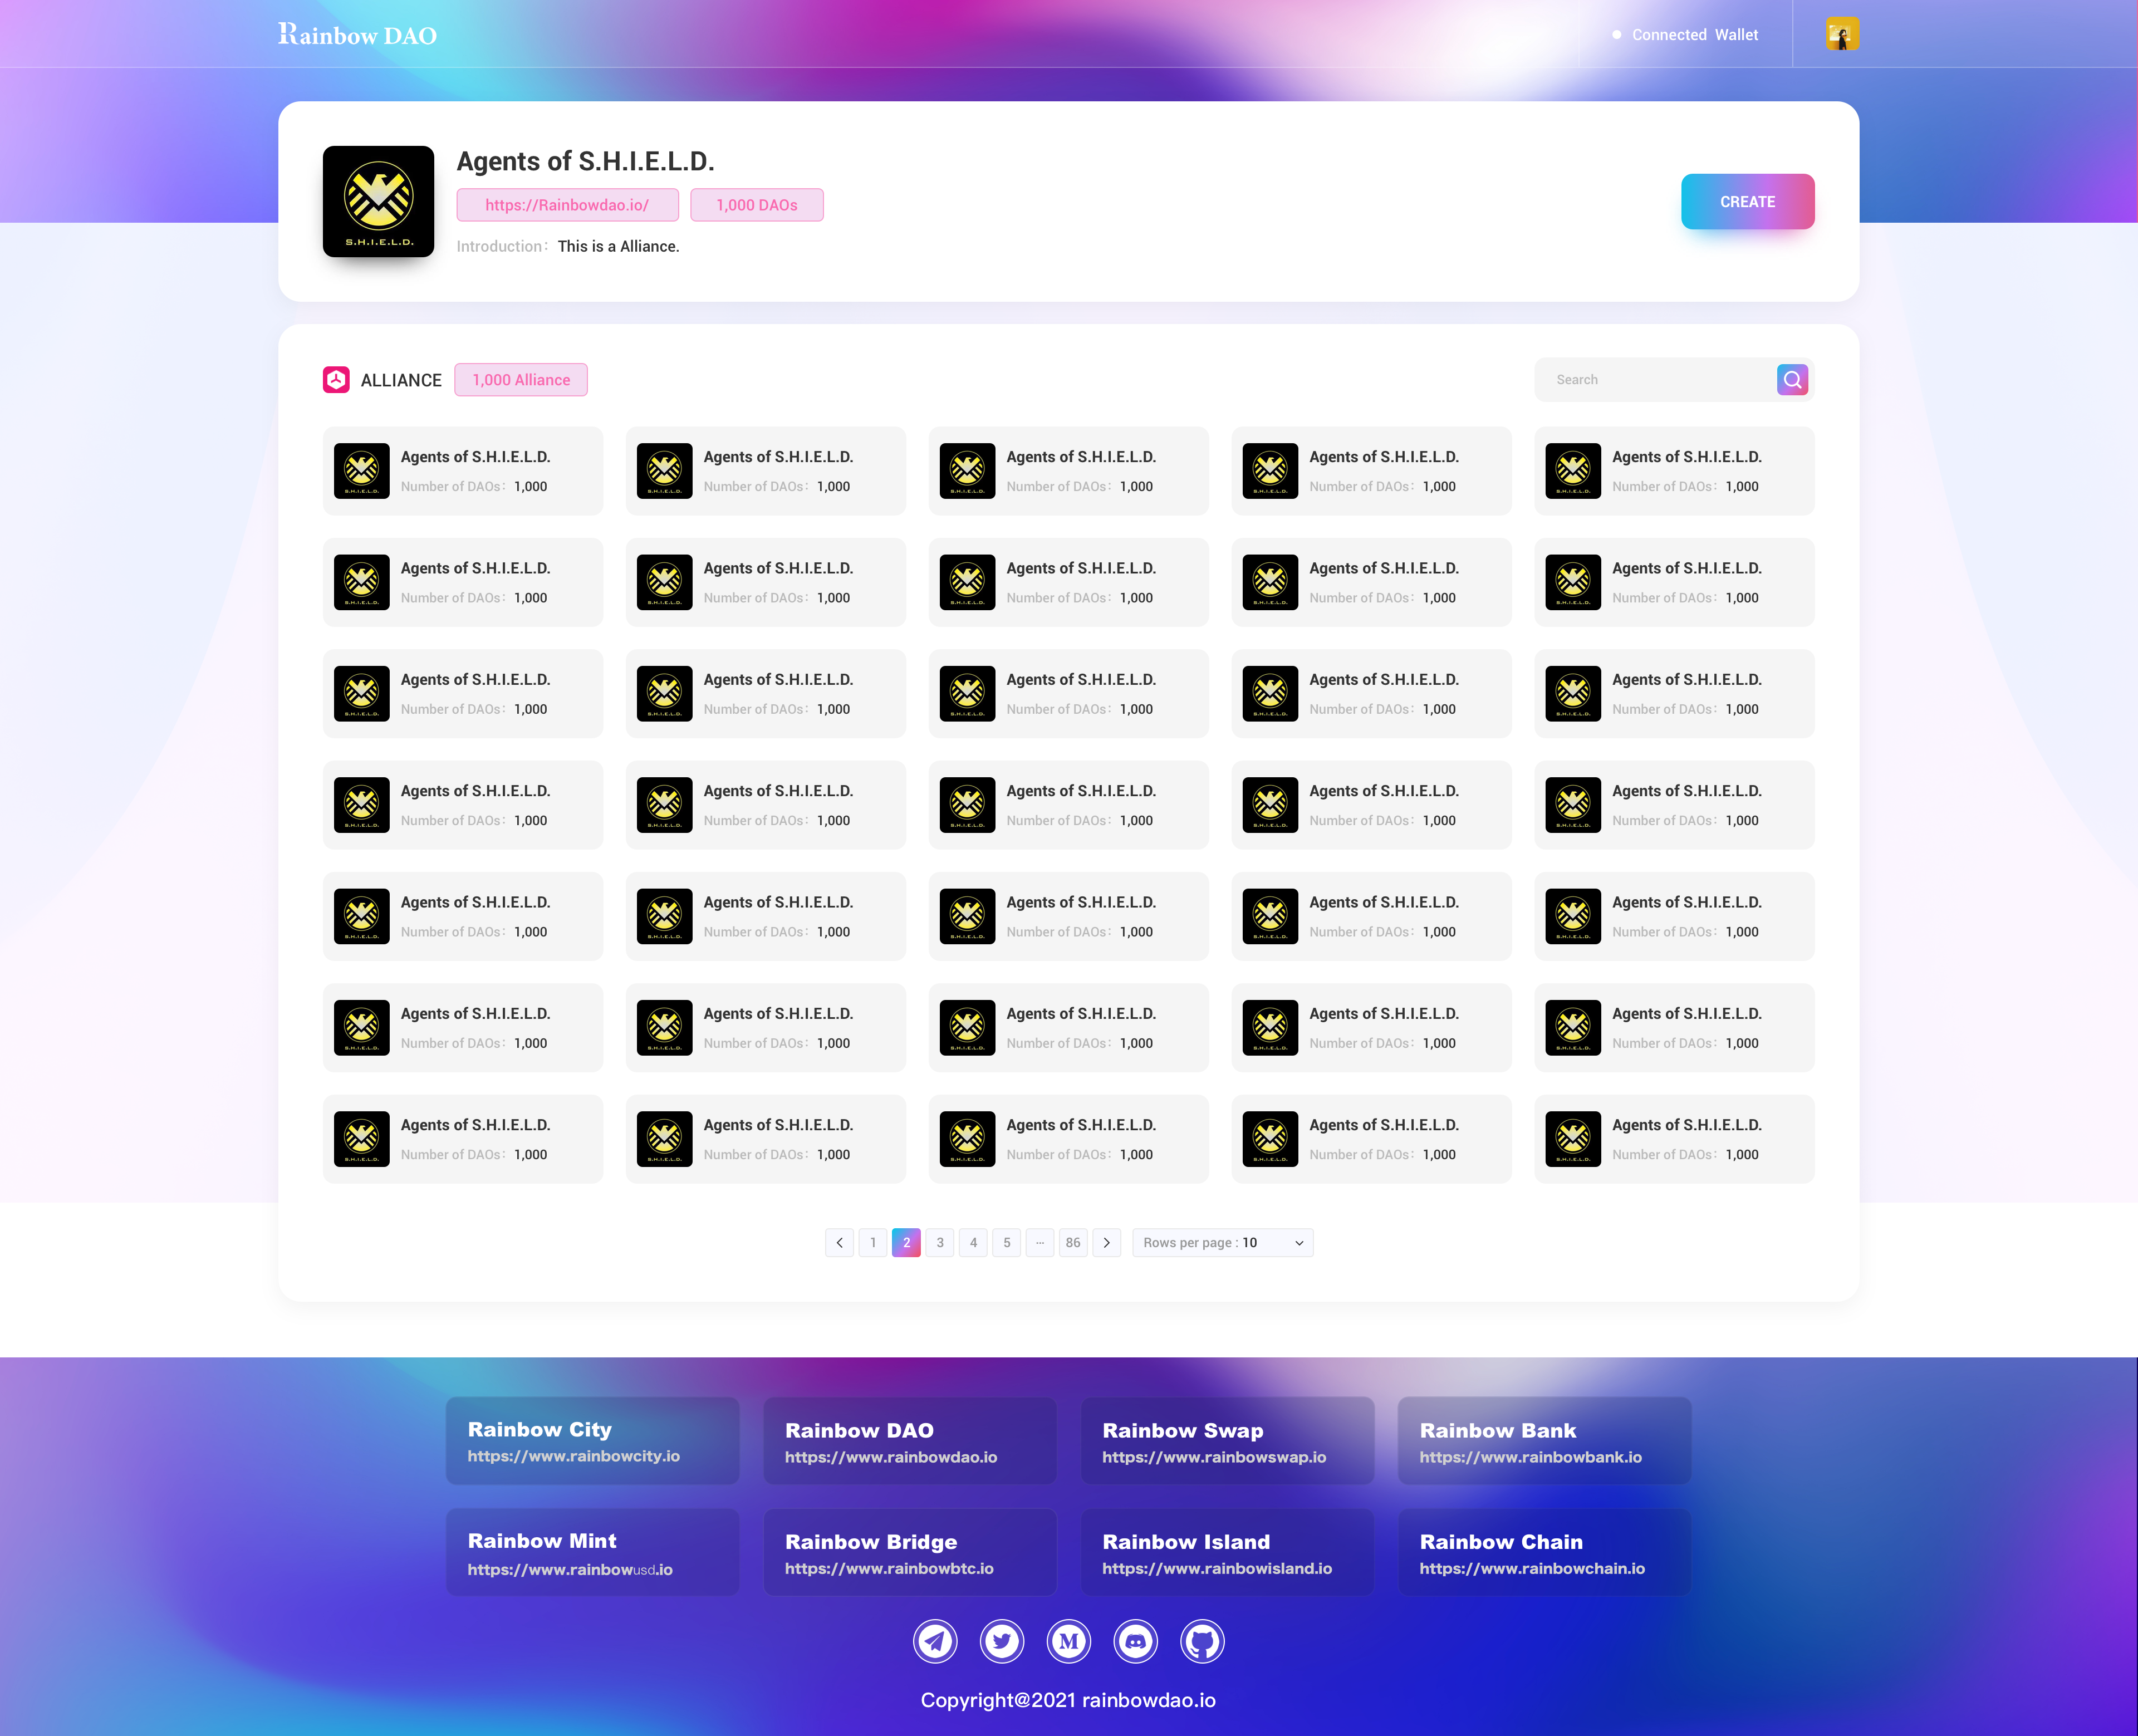 Rainbow DAO
Connected Wallet
Agents of S.H.I.E.L.D.
https://Rainbowdao.io/ 1,000 DAOs
S.H.I.E.L.D.
Introduction： This is a Alliance.
CREATE
ALLIANCE 1,000 Alliance
Search
Agents of S.H.I.E.L.D. Agents of S.H.I.E.L.D. Agents of S.H.I.E.L.D. Agents of S.H.I.E.L.D. Agents of S.H.I.E.L.D.
Number of DAOs： 1,000 Number of DAOs： 1,000 Number of DAOs： 1,000 Number of DAOs： 1,000 Number of DAOs： 1,000
S.H.I.E.L.D. S.H.I.E.L.D. S.H.I.E.L.D. S.H.I.E.L.D. S.H.I.E.L.D.
Agents of S.H.I.E.L.D. Agents of S.H.I.E.L.D. Agents of S.H.I.E.L.D. Agents of S.H.I.E.L.D. Agents of S.H.I.E.L.D.
Number of DAOs： 1,000 Number of DAOs： 1,000 Number of DAOs： 1,000 Number of DAOs： 1,000 Number of DAOs： 1,000
S.H.I.E.L.D. S.H.I.E.L.D. S.H.I.E.L.D. S.H.I.E.L.D. S.H.I.E.L.D.
Agents of S.H.I.E.L.D. Agents of S.H.I.E.L.D. Agents of S.H.I.E.L.D. Agents of S.H.I.E.L.D. Agents of S.H.I.E.L.D.
Number of DAOs： 1,000 Number of DAOs： 1,000 Number of DAOs： 1,000 Number of DAOs： 1,000 Number of DAOs： 1,000
S.H.I.E.L.D. S.H.I.E.L.D. S.H.I.E.L.D. S.H.I.E.L.D. S.H.I.E.L.D.
Agents of S.H.I.E.L.D. Agents of S.H.I.E.L.D. Agents of S.H.I.E.L.D. Agents of S.H.I.E.L.D. Agents of S.H.I.E.L.D.
Number of DAOs： 1,000 Number of DAOs： 1,000 Number of DAOs： 1,000 Number of DAOs： 1,000 Number of DAOs： 1,000
S.H.I.E.L.D. S.H.I.E.L.D. S.H.I.E.L.D. S.H.I.E.L.D. S.H.I.E.L.D.
Agents of S.H.I.E.L.D. Agents of S.H.I.E.L.D. Agents of S.H.I.E.L.D. Agents of S.H.I.E.L.D. Agents of S.H.I.E.L.D.
Number of DAOs： 1,000 Number of DAOs： 1,000 Number of DAOs： 1,000 Number of DAOs： 1,000 Number of DAOs： 1,000
S.H.I.E.L.D. S.H.I.E.L.D. S.H.I.E.L.D. S.H.I.E.L.D. S.H.I.E.L.D.
Agents of S.H.I.E.L.D. Agents of S.H.I.E.L.D. Agents of S.H.I.E.L.D. Agents of S.H.I.E.L.D. Agents of S.H.I.E.L.D.
Number of DAOs： 1,000 Number of DAOs： 1,000 Number of DAOs： 1,000 Number of DAOs： 1,000 Number of DAOs： 1,000
S.H.I.E.L.D. S.H.I.E.L.D. S.H.I.E.L.D. S.H.I.E.L.D. S.H.I.E.L.D.
Agents of S.H.I.E.L.D. Agents of S.H.I.E.L.D. Agents of S.H.I.E.L.D. Agents of S.H.I.E.L.D. Agents of S.H.I.E.L.D.
Number of DAOs： 1,000 Number of DAOs： 1,000 Number of DAOs： 1,000 Number of DAOs： 1,000 Number of DAOs： 1,000
S.H.I.E.L.D. S.H.I.E.L.D. S.H.I.E.L.D. S.H.I.E.L.D. S.H.I.E.L.D.
1 2 3 4 5 ··· 86 Rows per page : 10
Rainbow City Rainbow DAO Rainbow Swap Rainbow Bank
https://www.rainbowcity.io https://www.rainbowdao.io https://www.rainbowswap.io https://www.rainbowbank.io
Rainbow Mint Rainbow Bridge Rainbow Island Rainbow Chain
https://www.rainbowusd.io https://www.rainbowbtc.io https://www.rainbowisland.io https://www.rainbowchain.io
M
Copyright@2021 rainbowdao.io